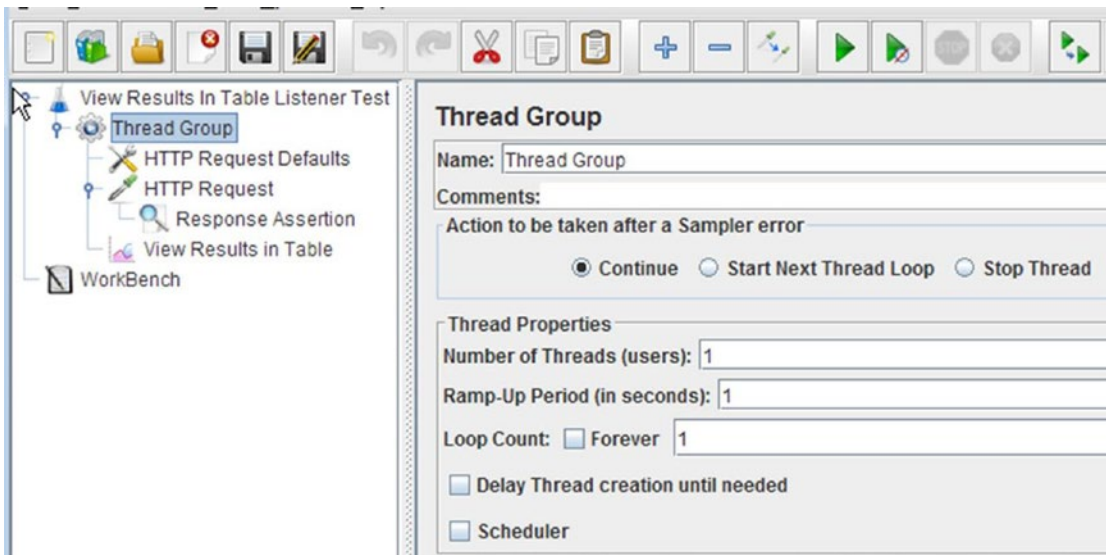 STOP
View Results In Table Listener Test
Thread Group
HTTP Request Defaults
HTTP Request
Response Assertion
View Results in Table
WorkBench
Thread Group
Name: Thread Group
Comments:
Action to be taken after a Sampler error
Continue Start Next Thread Loop Stop Thread
Thread Properties
Number of Threads (users): 1
Ramp-Up Period (in seconds): 1
Loop Count: Forever 1
Delay Thread creation until needed
Scheduler